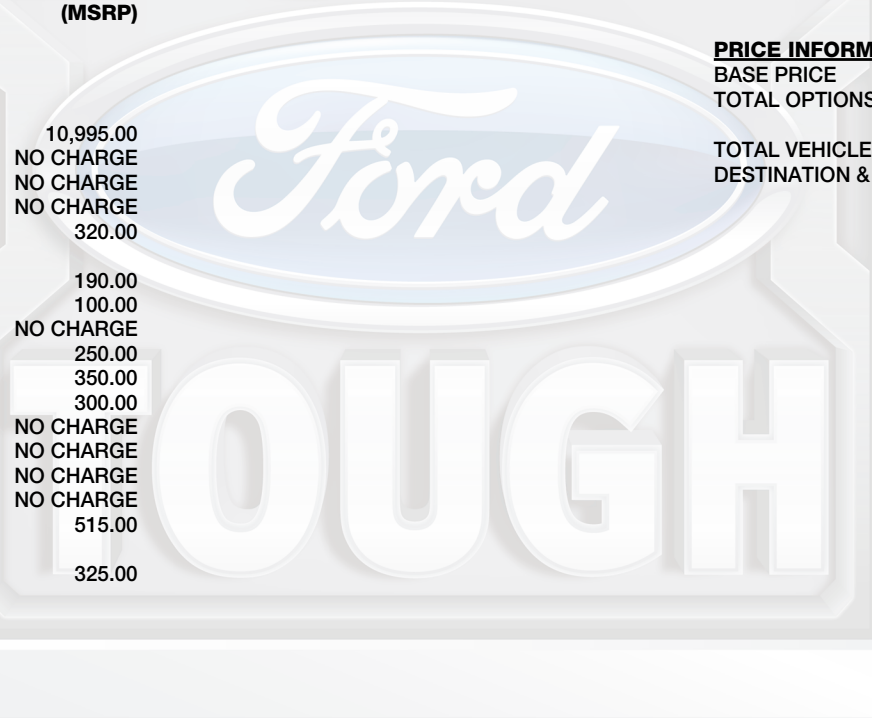 (MSRP)
10,995.00
NO CHARGE
NO CHARGE
NO CHARGE
320.00
190.00
100.00
NO CHARGE
250.00
350.00
300.00
NO CHARGE
NO CHARGE
NO CHARGE
NO CHARGE
515.00
325.00
PRICE INFORM
BASE PRICE
TOTAL OPTIONS
TOTAL VEHICLE
DESTINATION &
Ford
TOUGH